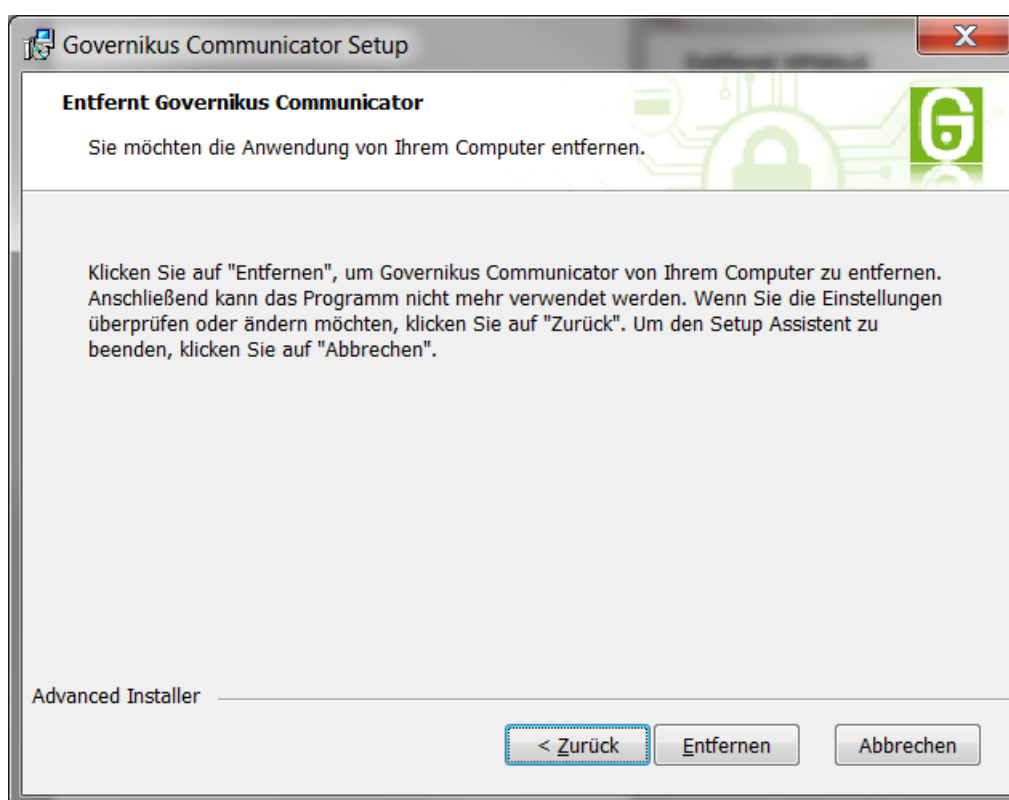 Governikus Communicator Setup
X
Entfernt Governikus Communicator
Sie möchten die Anwendung von Ihrem Computer entfernen.
G
Klicken Sie auf "Entfernen", um Governikus Communicator von Ihrem Computer zu entfernen.
Anschließend kann das Programm nicht mehr verwendet werden. Wenn Sie die Einstellungen
überprüfen oder ändern möchten, klicken Sie auf "Zurück". Um den Setup Assistent zu
beenden, klicken Sie auf "Abbrechen".
Advanced Installer
< Zurück Entfernen Abbrechen